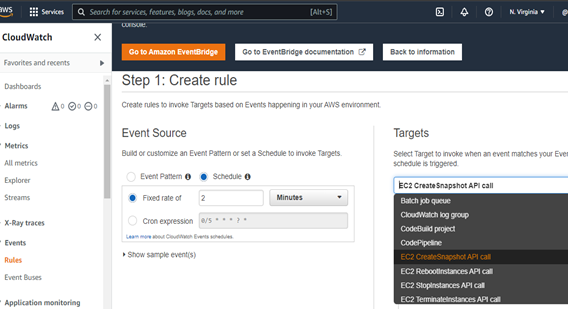 aws
Services
Search for services, features, blogs, docs, and more
[Alt+S]
N. Virginia
CloudWatch
Favorites and recents
Dashboards
Alarms
0
0
0
Logs
Metrics
All metrics
Explorer
Streams
X-Ray traces
Events
Rules
Event Buses
Application monitoring
console.
Go to Amazon EventBridge
Go to EventBridge documentation
Back to information
Step 1: Create rule
Create rules to invoke Targets based on Events happening in your AWS environment.
Event Source
Build or customize an Event Pattern or set a Schedule to invoke Targets.
Event Pattern
Schedule
Fixed rate of
2
Minutes
Cron expression
0/5 * * * ? *
Learn more about CloudWatch Events schedules.
Show sample event(s)
Targets
Select Target to invoke when an event matches your Even
schedule is triggered.
EC2 CreateSnapshot API call
Batch job queue
CloudWatch log group
CodeBuild project
CodePipeline
EC2 CreateSnapshot API call
EC2 RebootInstances API call
EC2 StopInstances API call
EC2 TerminateInstances API call